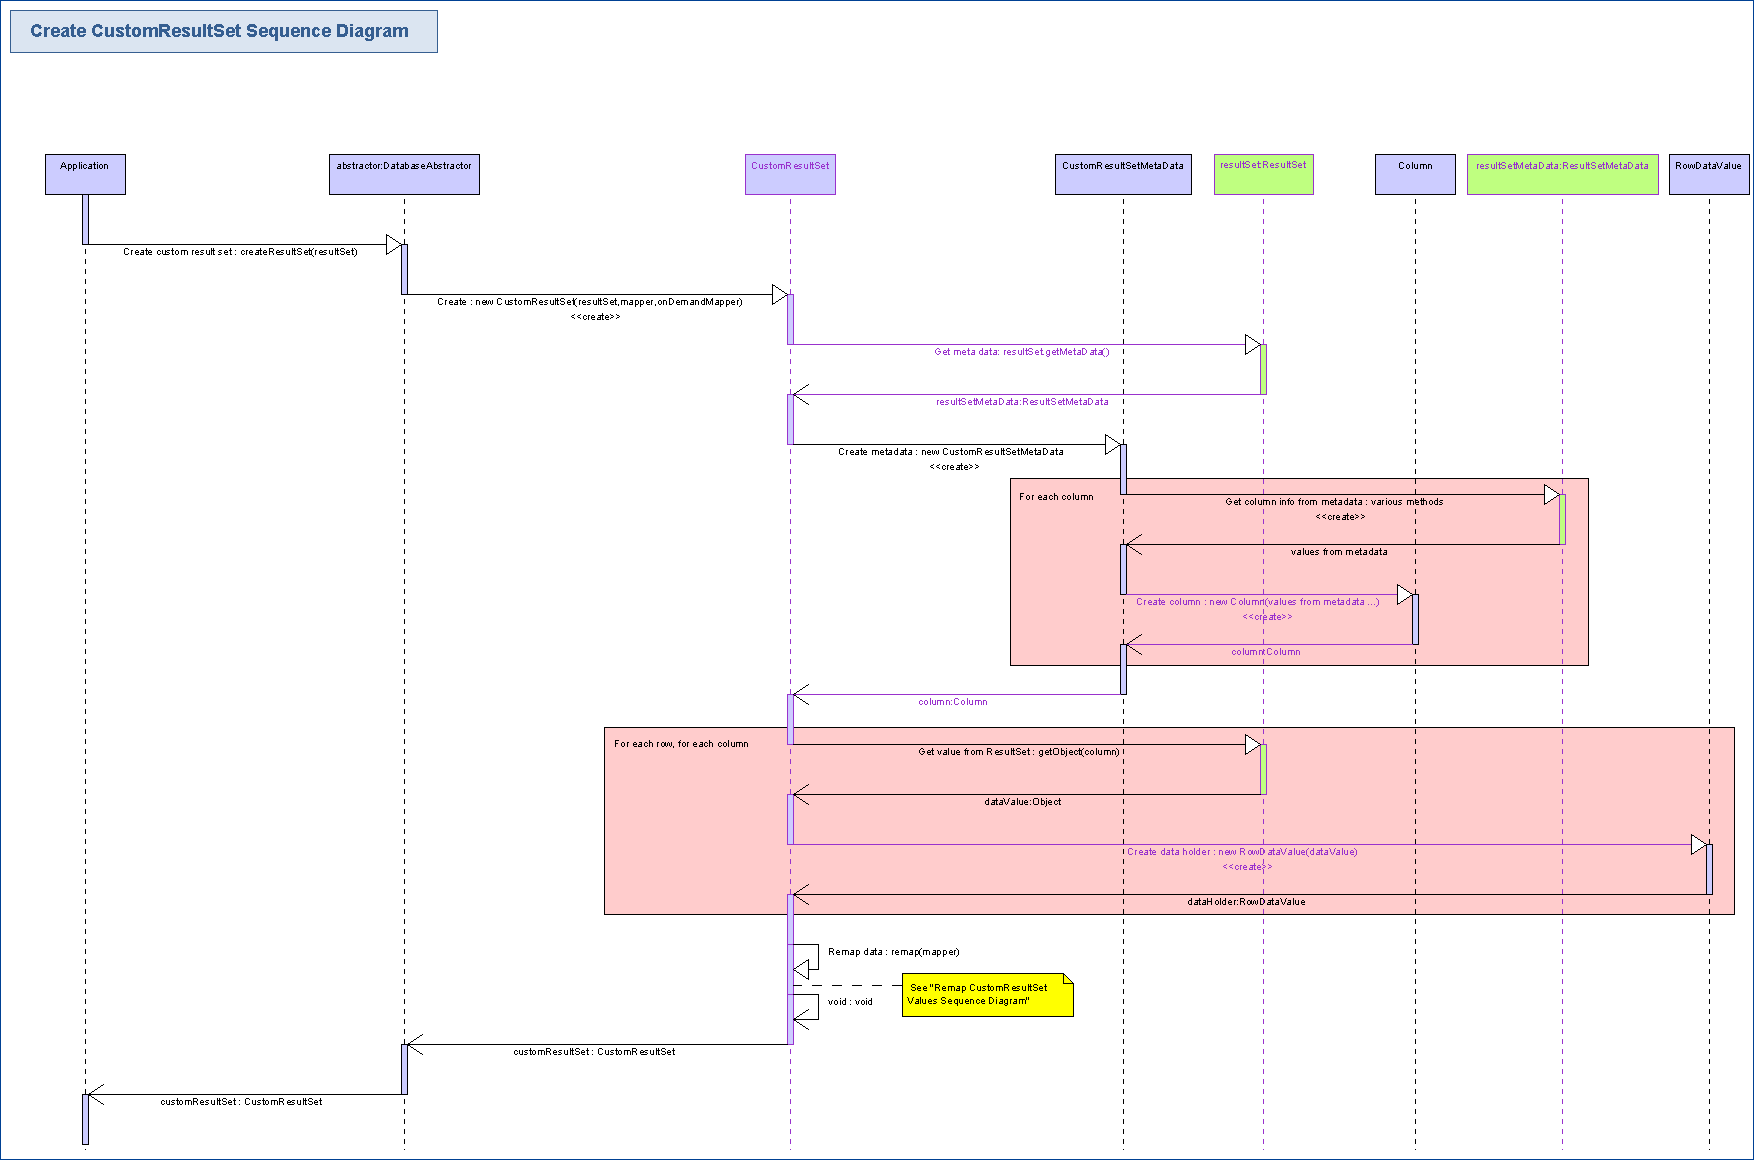 Create CustomResultSet Sequence Diagram
Application
abstractor:DatabaseAbstractor
CustomResultSet
CustomResultSetMetaData
resultSet:ResultSet
Column
resultSetMetaData:ResultSetMetaData
RowDataValue
Create custom result set : createResultSet(resultSet)
Create : new CustomResultSet(resultSet,mapper,onDemandMapper)
<<create>>
Get meta data: resultSet.getMetaData()
resultSetMetaData:ResultSetMetaData
Create metadata : new CustomResultSetMetaData
<<create>>
For each column
Get column info from metadata : various methods
<<create>>
values from metadata
Create column : new Column(values from metadata ...)
<<create>>
column:Column
column:Column
For each row, for each column
Get value from ResultSet : getObject(column)
dataValue:Object
Create data holder : new RowDataValue(dataValue)
<<create>>
dataHolder:RowDataValue
Remap data : remap(mapper)
See "Remap CustomResultSet
Values Sequence Diagram"
void : void
customResultSet : CustomResultSet
customResultSet : CustomResultSet